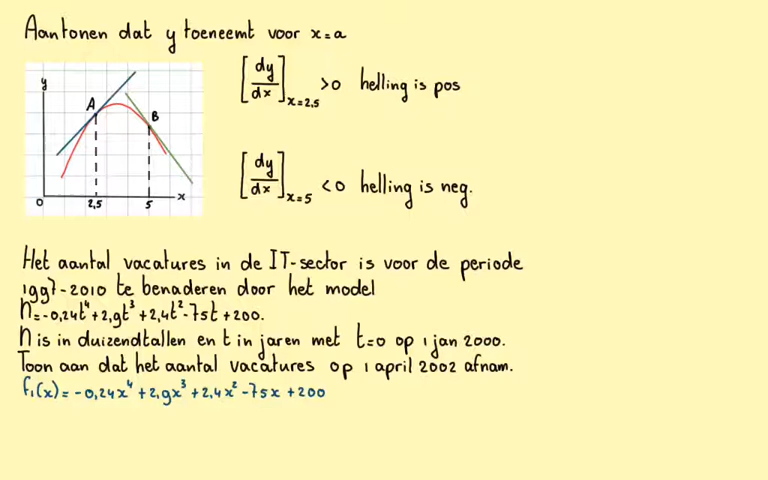 Aantonen dat y toeneemt voor x=a
y
A
B
0
2,5
5
x
[dy/dx]x=2,5 >0 helling is pos
[dy/dx]x=5 <0 helling is neg.
Het aantal vacatures in de IT-sector is voor de periode
1997-2010 te benaderen door het model
n=-0,24t⁴+2,9t³+2,4t²-75t+200.
n is in duizendtallen en t in jaren met t=0 op 1 jan 2000.
Toon aan dat het aantal vacatures op 1 april 2002 afnam.
f₁(x)=-0,24x⁴+2,9x³+2,4x²-75x+200